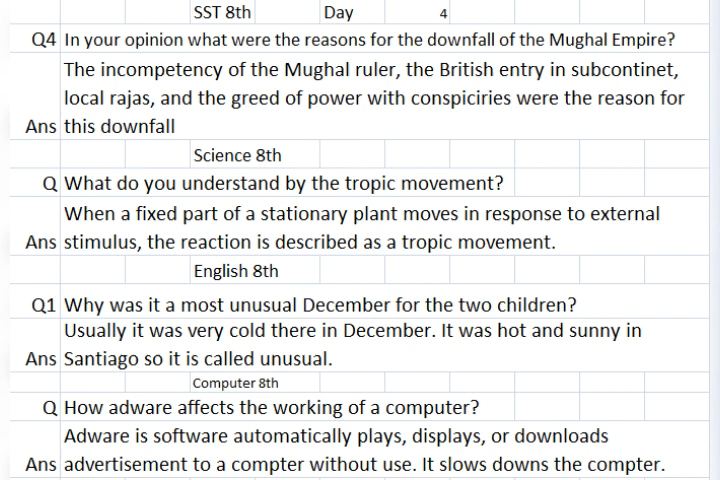 SST 8th Day 4
Q4 In your opinion what were the reasons for the downfall of the Mughal Empire?
The incompetency of the Mughal ruler, the British entry in subcontinet,
local rajas, and the greed of power with conspiciries were the reason for
Ans this downfall
Science 8th
Q What do you understand by the tropic movement?
When a fixed part of a stationary plant moves in response to external
Ans stimulus, the reaction is described as a tropic movement.
English 8th
Q1 Why was it a most unusual December for the two children?
Usually it was very cold there in December. It was hot and sunny in
Ans Santiago so it is called unusual.
Computer 8th
Q How adware affects the working of a computer?
Adware is software automatically plays, displays, or downloads
Ans advertisement to a compter without use. It slows downs the compter.